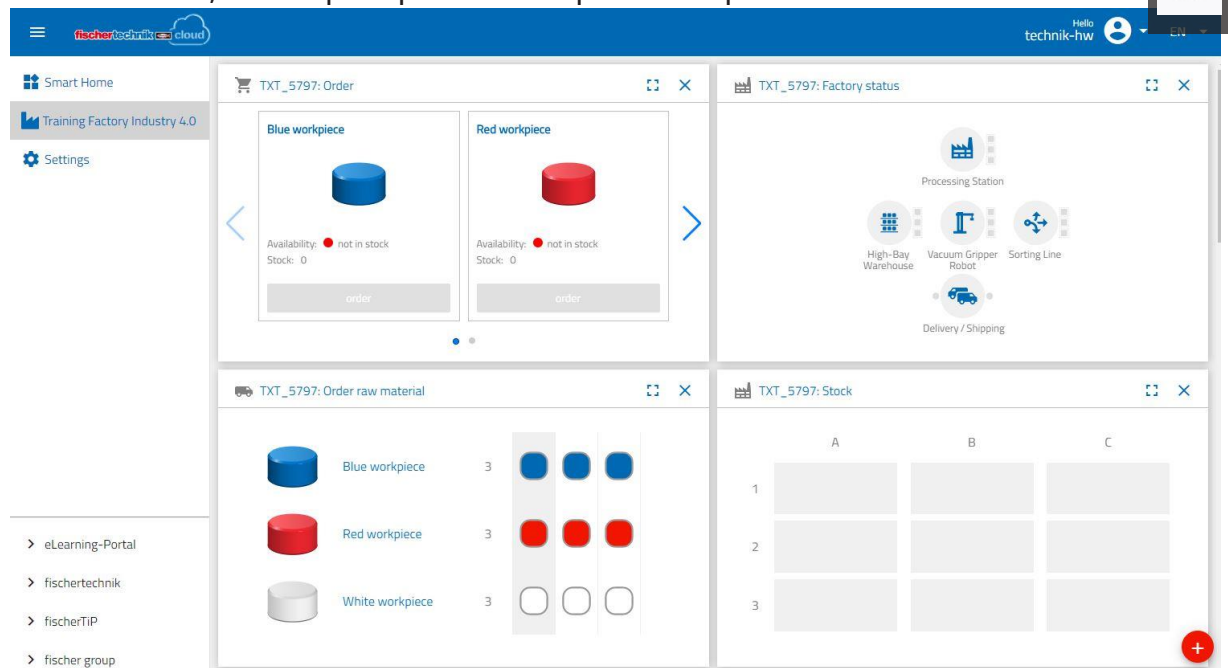 fischertechnik cloud
Hello
technik-hw
EN
Smart Home
Training Factory Industry 4.0
Settings
TXT_5797: Order
Blue workpiece
Availability: not in stock
Stock: 0
order
Red workpiece
Availability: not in stock
Stock: 0
order
TXT_5797: Factory status
Processing Station
High-Bay
Warehouse
Vacuum Gripper
Robot
Sorting Line
Delivery / Shipping
TXT_5797: Order raw material
Blue workpiece 3
Red workpiece 3
White workpiece 3
TXT_5797: Stock
A B C
1
2
3
eLearning-Portal
fischertechnik
fischerTiP
fischer group